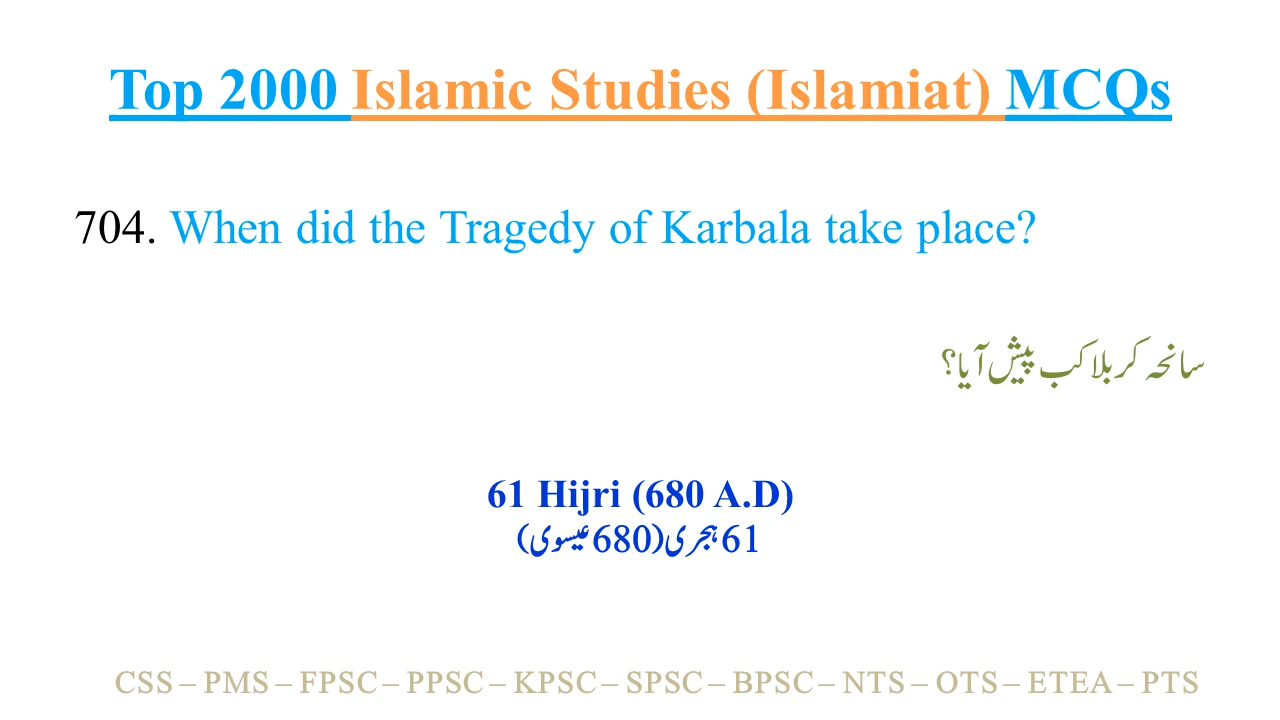 Top 2000 Islamic Studies (Islamiat) MCQs
704. When did the Tragedy of Karbala take place?
سانحہ کربلا کب پیش آیا؟
61 Hijri (680 A.D)
61 ہجری (680 عیسوی)
CSS – PMS – FPSC – PPSC – KPSC – SPSC – BPSC – NTS – OTS – ETEA – PTS